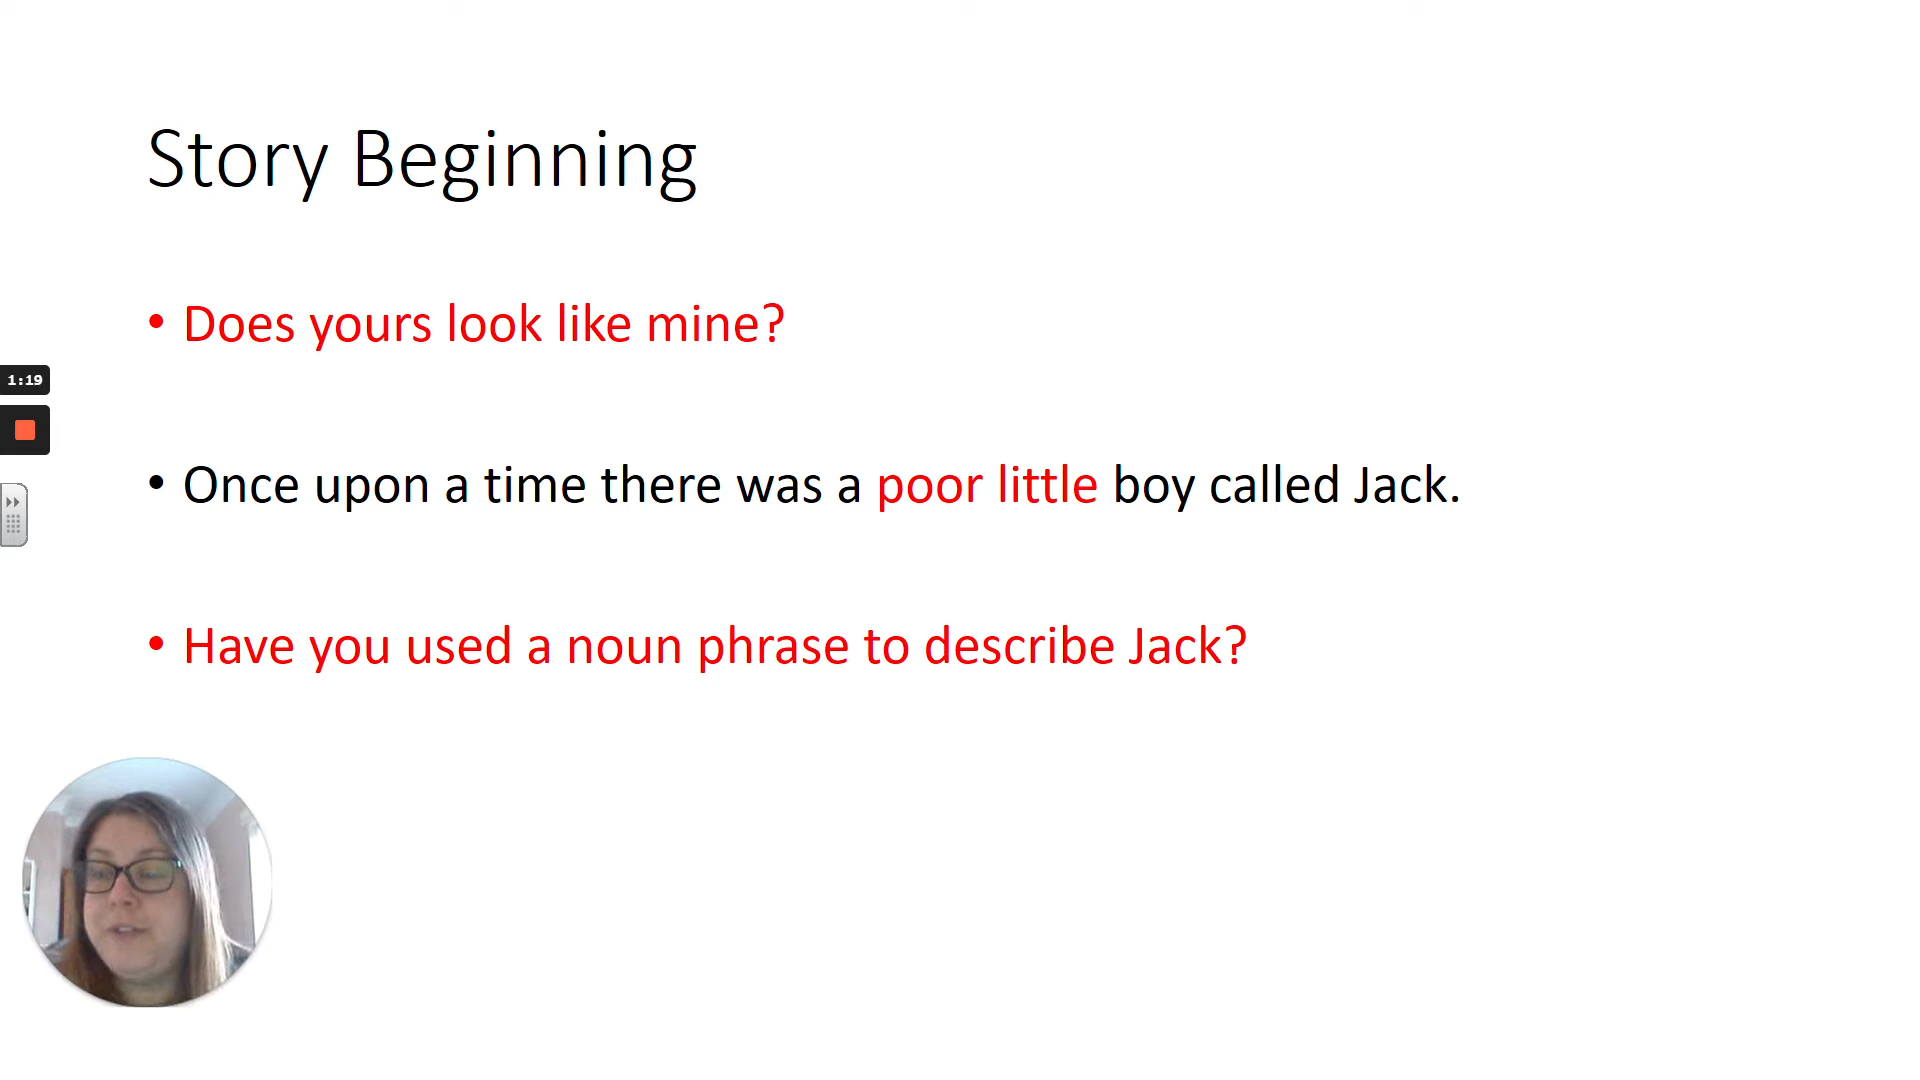 Story Beginning
• Does yours look like mine?
1:19
• Once upon a time there was a poor little boy called Jack.
• Have you used a noun phrase to describe Jack?